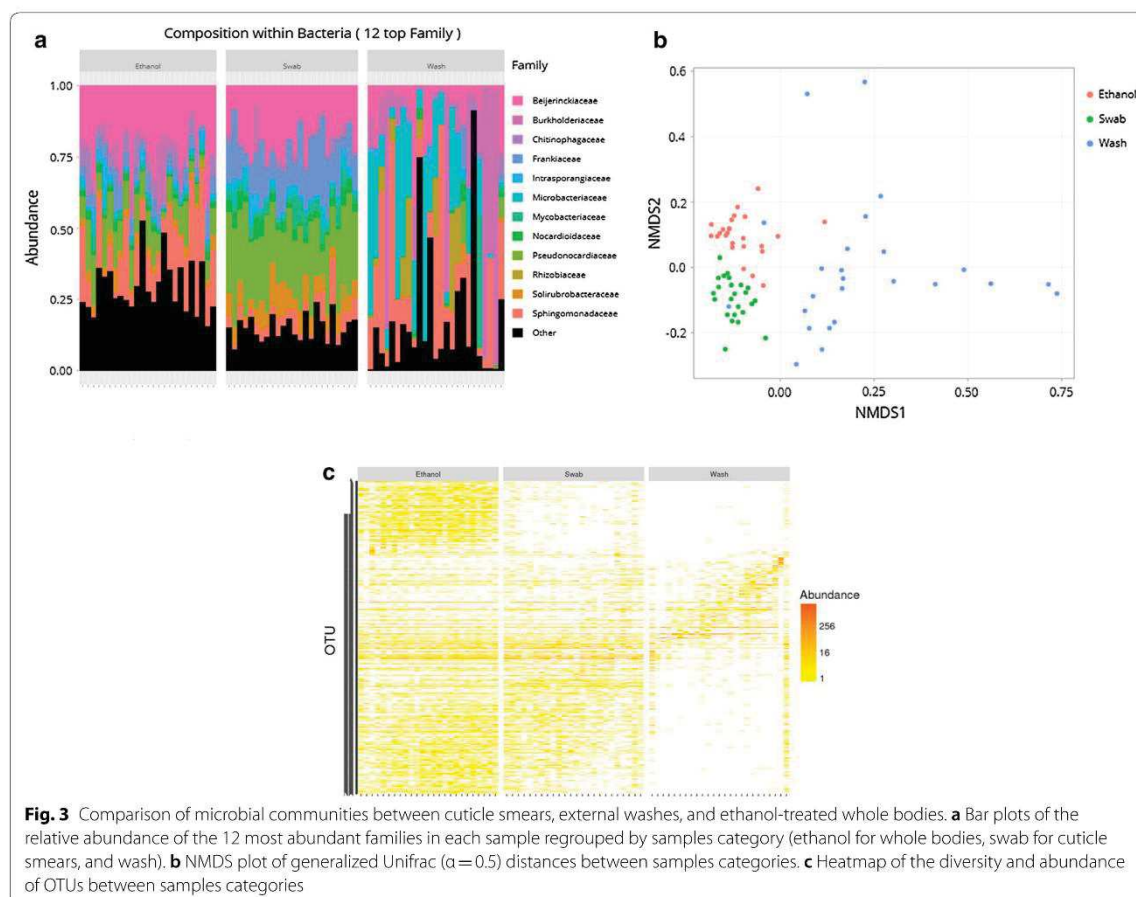 a
Composition within Bacteria ( 12 top Family )
Ethanol
Swab
Wash
Family
Beijerinckiaceae
Burkholderiaceae
Chitinophagaceae
Frankiaceae
Intrasporangiaceae
Microbacteriaceae
Mycobacteriaceae
Nocardioidaceae
Pseudonocardiaceae
Rhizobiaceae
Solirubrobacteraceae
Sphingomonadaceae
Other
Abundance
1.00
0.75
0.50
0.25
0.00
b
Ethanol
Swab
Wash
NMDS2
0.6
0.4
0.2
0.0
-0.2
0.00
0.25
0.50
0.75
NMDS1
c
Ethanol
Swab
Wash
OTU
Abundance
256
16
1
Fig. 3 Comparison of microbial communities between cuticle smears, external washes, and ethanol-treated whole bodies. a Bar plots of the
relative abundance of the 12 most abundant families in each sample regrouped by samples category (ethanol for whole bodies, swab for cuticle
smears, and wash). b NMDS plot of generalized Unifrac (α = 0.5) distances between samples categories. c Heatmap of the diversity and abundance
of OTUs between samples categories